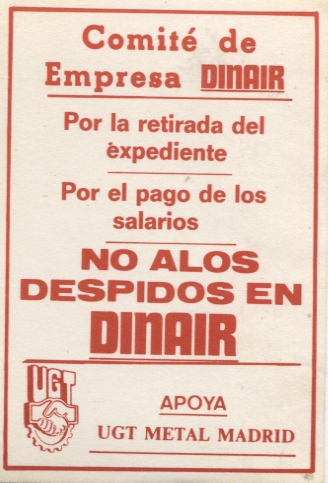 Comité de
Empresa DINAIR
Por la retirada del
expediente
Por el pago de los
salarios
NO ALOS
DESPIDOS EN
DINAIR
UGT
APOYA
UGT METAL MADRID